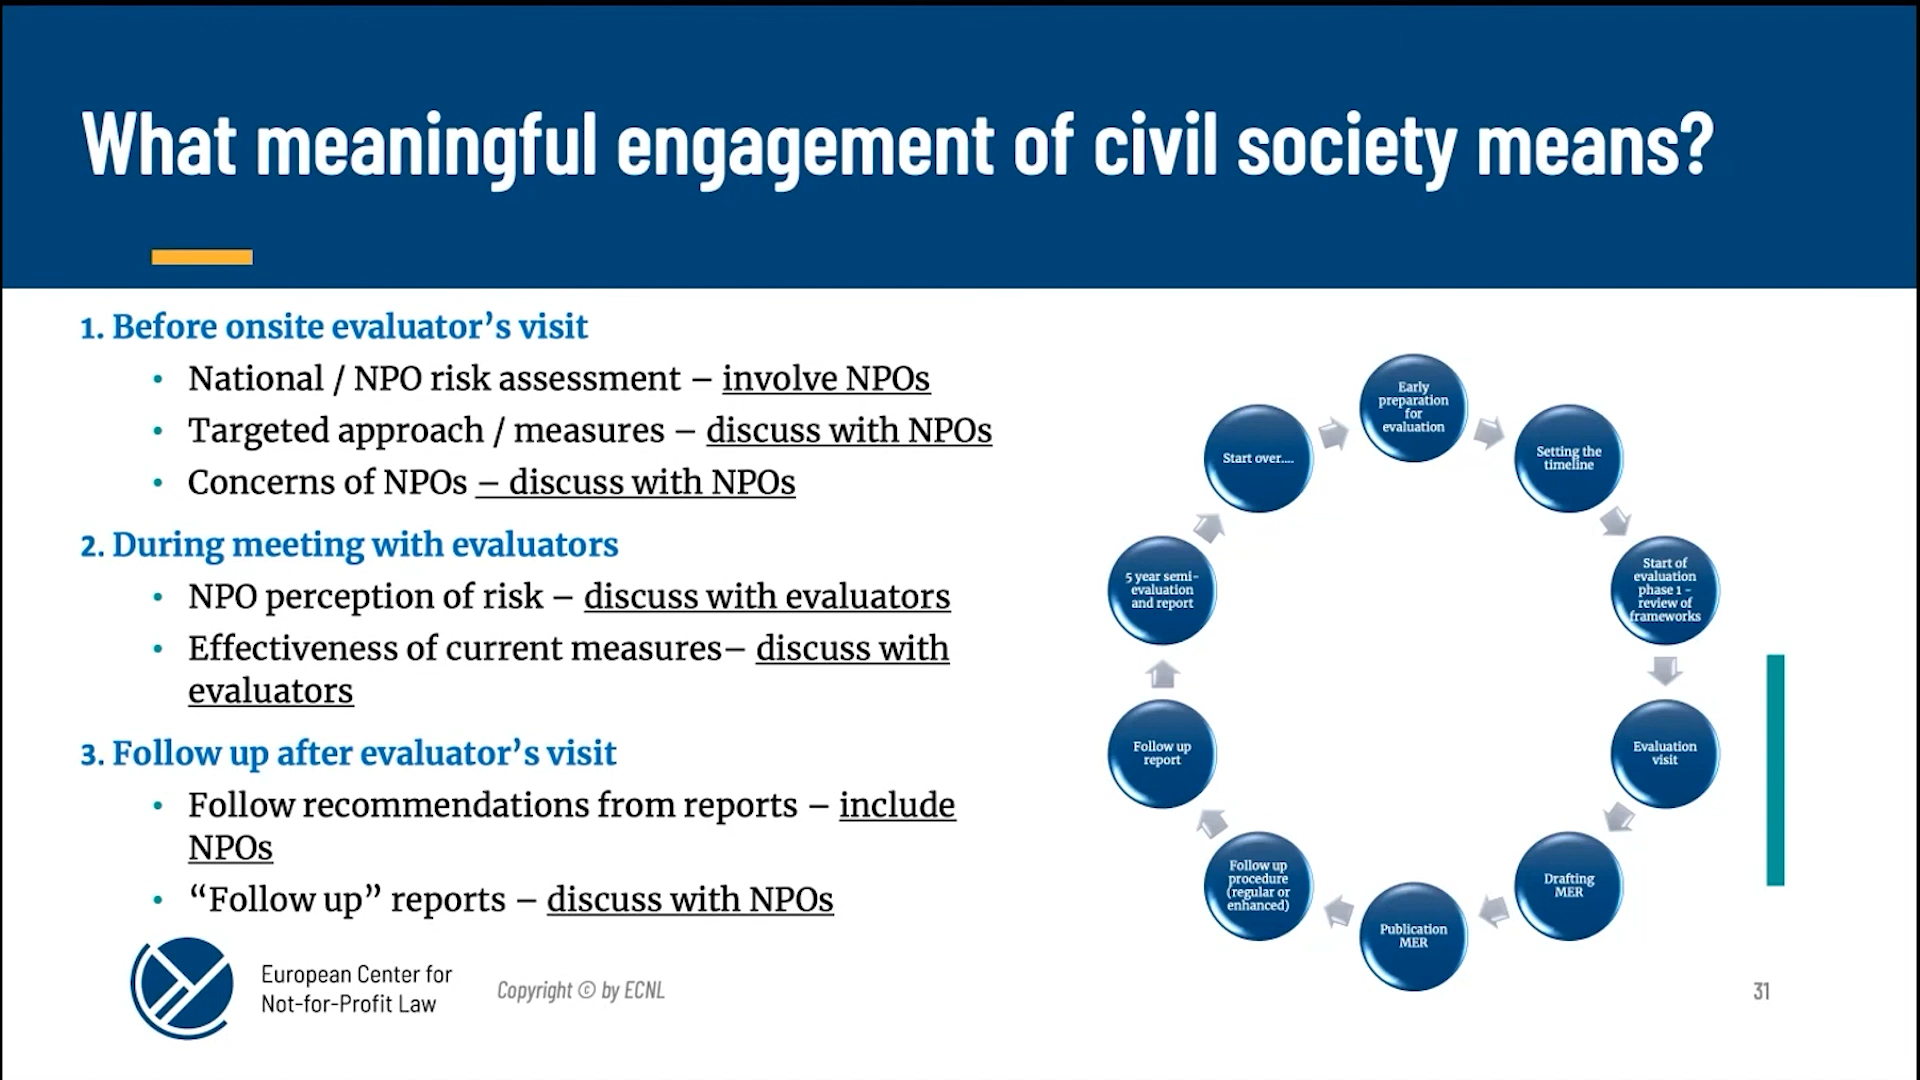 What meaningful engagement of civil society means?
1. Before onsite evaluator’s visit
• National / NPO risk assessment – involve NPOs
• Targeted approach / measures – discuss with NPOs
• Concerns of NPOs – discuss with NPOs
2. During meeting with evaluators
• NPO perception of risk – discuss with evaluators
• Effectiveness of current measures– discuss with
evaluators
3. Follow up after evaluator’s visit
• Follow recommendations from reports – include
NPOs
• “Follow up” reports – discuss with NPOs
Early
preparation
for
evaluation
Setting the
timeline
Start of
evaluation
phase 1 -
review of
frameworks
Evaluation
visit
Drafting
MER
Publication
MER
Follow up
procedure
(regular or
enhanced)
Follow up
report
5 year semi-
evaluation
and report
Start over....
European Center for
Not-for-Profit Law
Copyright © by ECNL
31